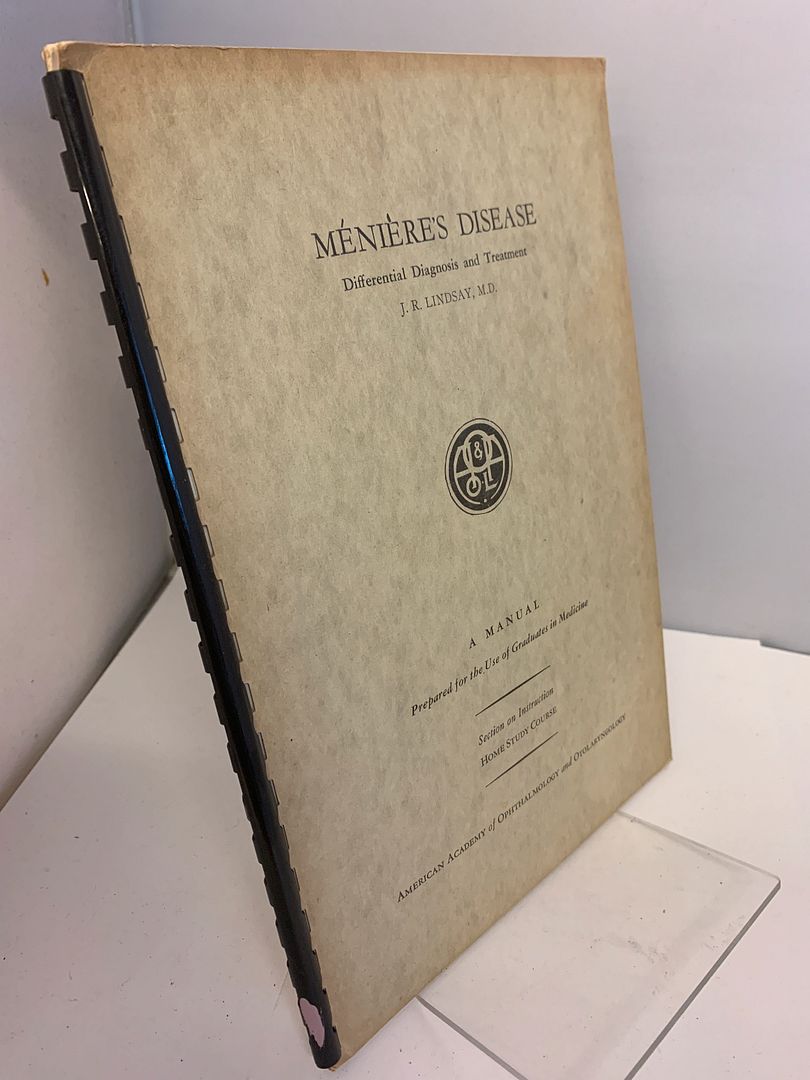 MÉNIÈRE'S DISEASE
Differential Diagnosis and Treatment
J. R. LINDSAY, M.D.
A
O
&
O L
A MANUAL
Prepared for the Use of Graduates in Medicine
Section on Instruction
HOME STUDY COURSE
AMERICAN ACADEMY of OPHTHALMOLOGY and OTOLARYNGOLOGY